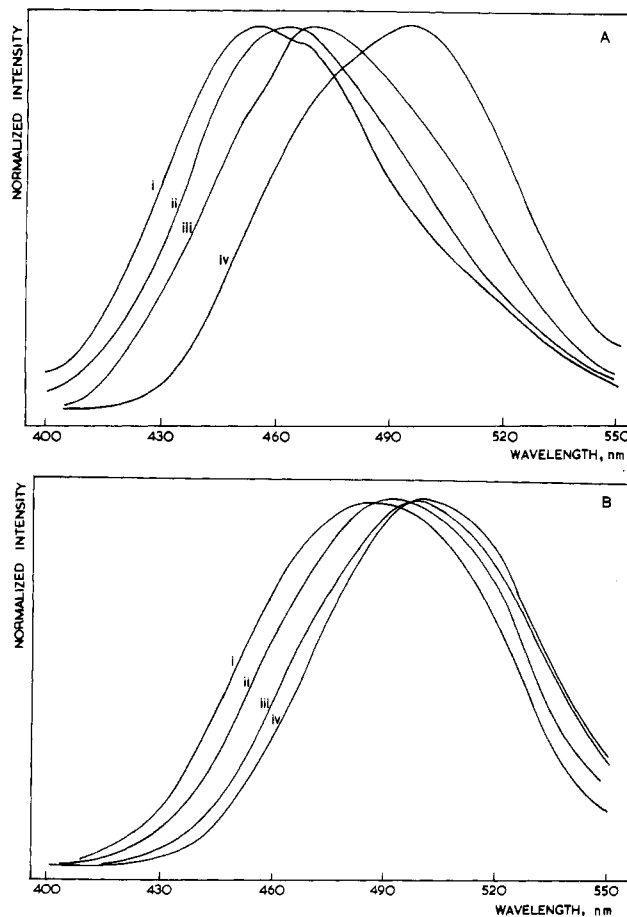 A
NORMALIZED INTENSITY
i
ii
iii
iv
400 430 460 490 520 550
WAVELENGTH, nm
B
NORMALIZED INTENSITY
i
ii
iii
iv
400 430 460 490 520 550
WAVELENGTH, nm